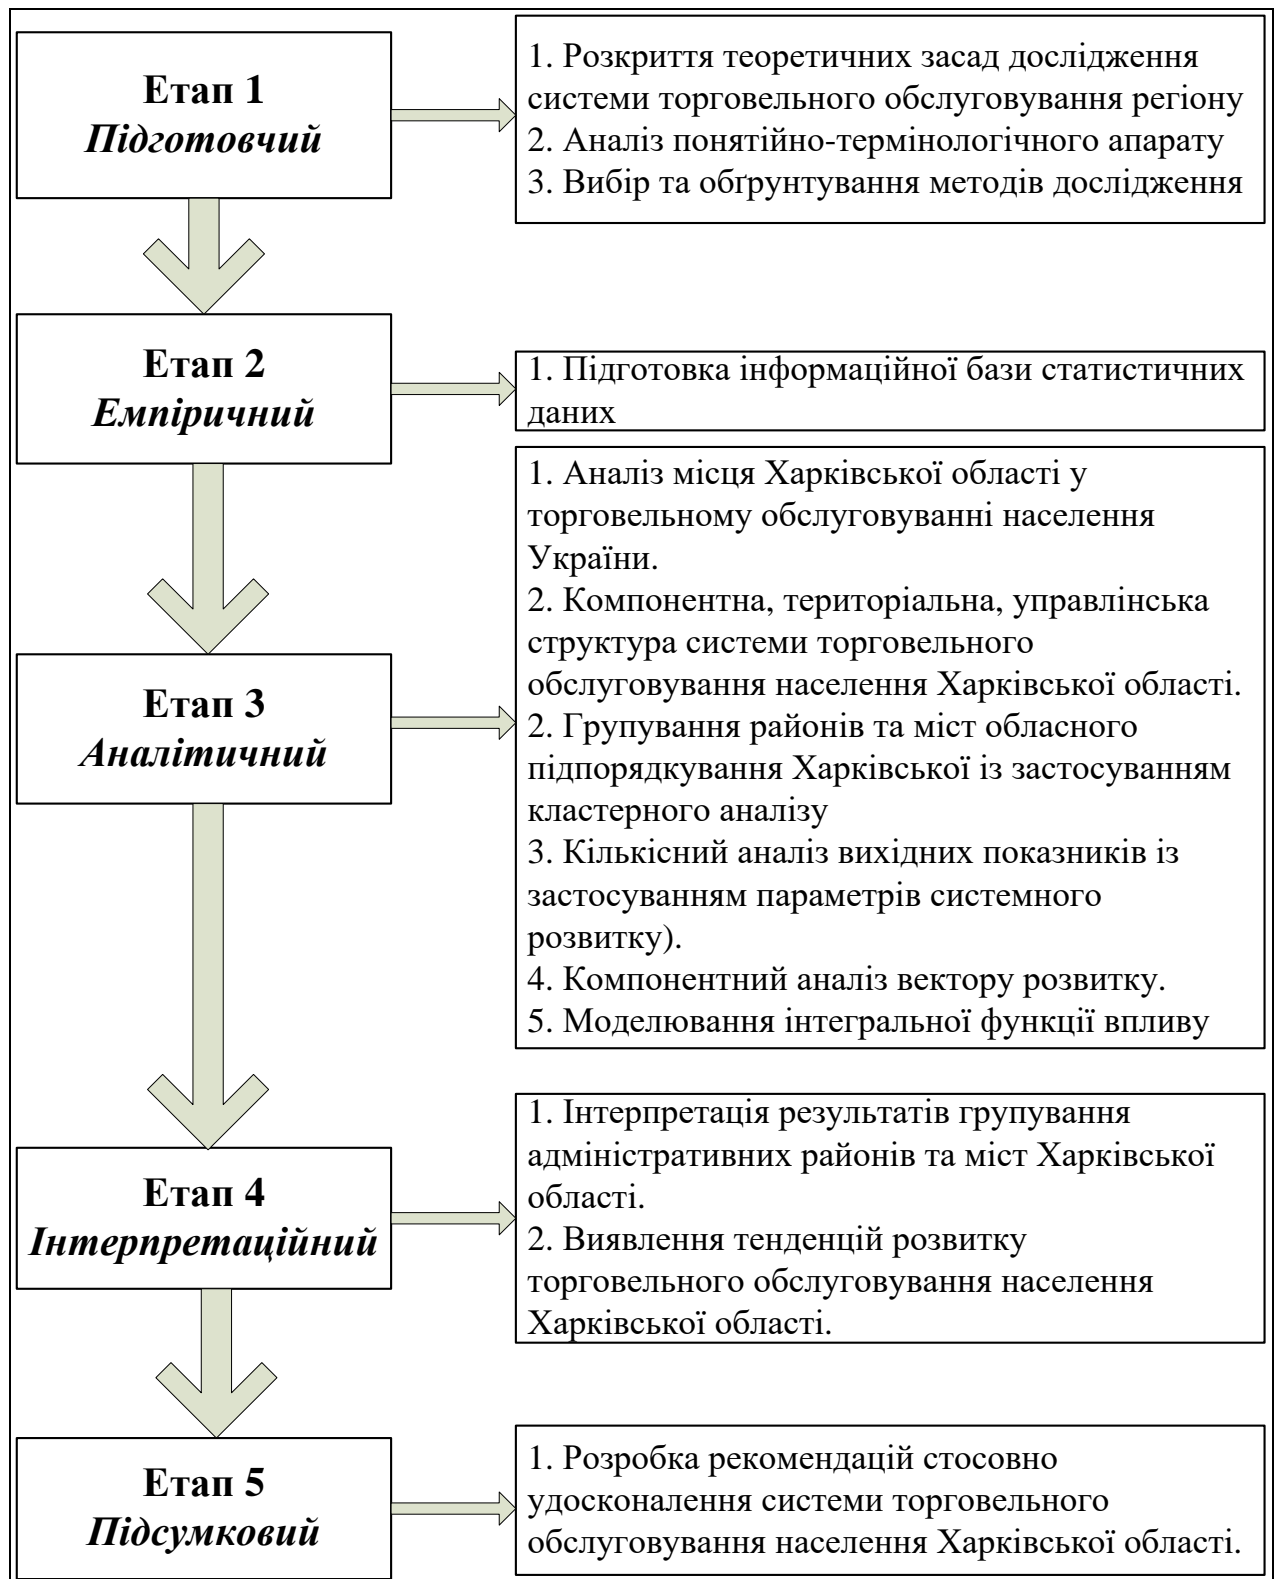 Етап 1
Підготовчий
1. Розкриття теоретичних засад дослідження
системи торговельного обслуговування регіону
2. Аналіз понятійно-термінологічного апарату
3. Вибір та обґрунтування методів дослідження
Етап 2
Емпіричний
1. Підготовка інформаційної бази статистичних
даних
Етап 3
Аналітичний
1. Аналіз місця Харківської області у
торговельному обслуговуванні населення
України.
2. Компонентна, територіальна, управлінська
структура системи торговельного
обслуговування населення Харківської області.
2. Групування районів та міст обласного
підпорядкування Харківської із застосуванням
кластерного аналізу
3. Кількісний аналіз вихідних показників із
застосуванням параметрів системного
розвитку).
4. Компонентний аналіз вектору розвитку.
5. Моделювання інтегральної функції впливу
Етап 4
Інтерпретаційний
1. Інтерпретація результатів групування
адміністративних районів та міст Харківської
області.
2. Виявлення тенденцій розвитку
торговельного обслуговування населення
Харківської області.
Етап 5
Підсумковий
1. Розробка рекомендацій стосовно
удосконалення системи торговельного
обслуговування населення Харківської області.